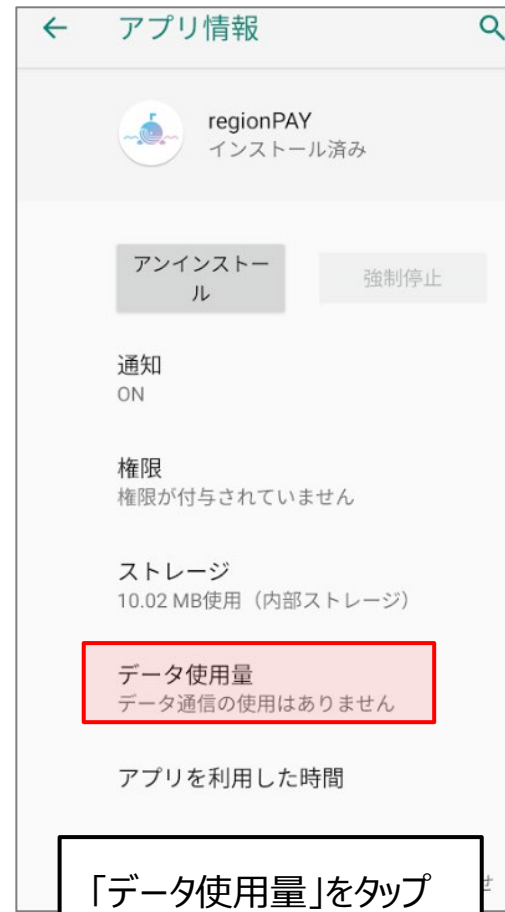 アプリ情報
regionPAY
インストール済み
アンインストー
ル
強制停止
通知
ON
権限
権限が付与されていません
ストレージ
10.02 MB使用（内部ストレージ）
データ使用量
データ通信の使用はありません
アプリを利用した時間
「データ使用量」をタップ